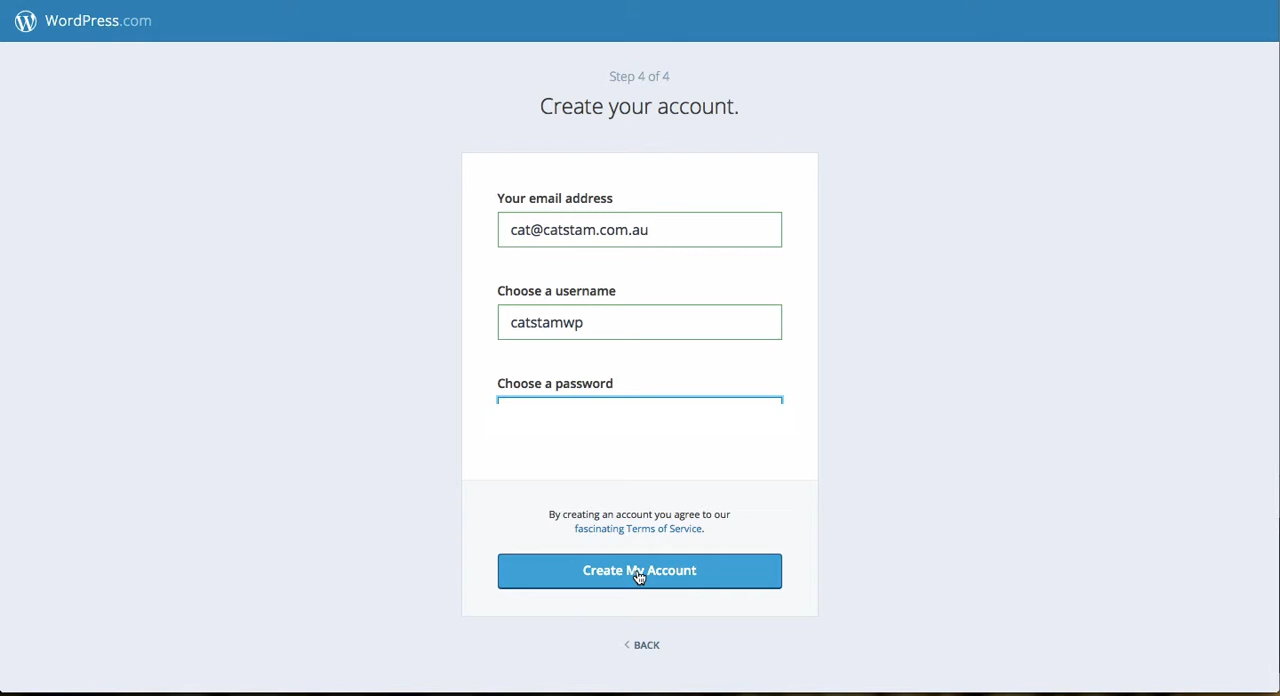 WordPress.com
Step 4 of 4
Create your account.
Your email address
cat@catstam.com.au
Choose a username
catstamwp
Choose a password
By creating an account you agree to our
fascinating Terms of Service.
Create My Account
BACK